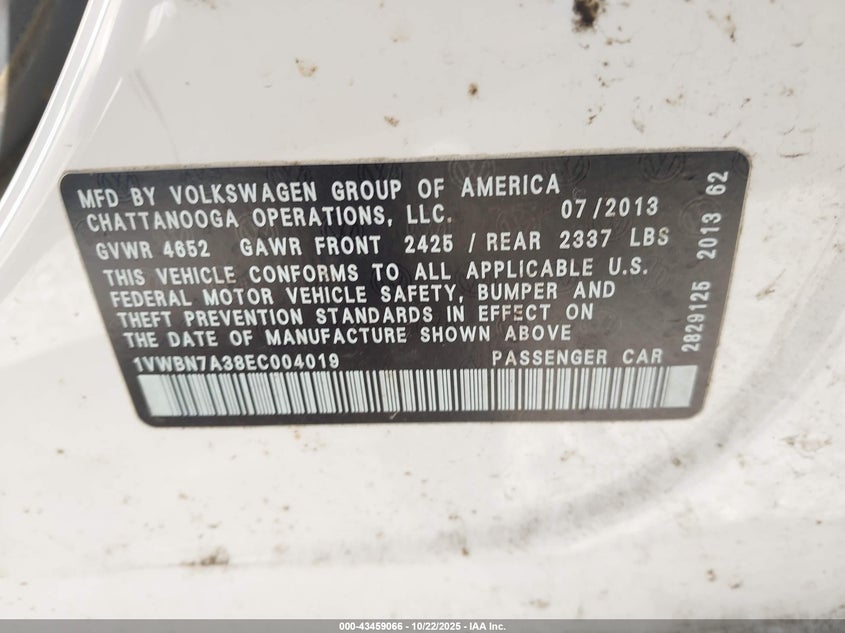 MFD BY VOLKSWAGEN GROUP OF AMERICA
CHATTANOOGA OPERATIONS, LLC. 07/2013
GVWR 4652 GAWR FRONT 2425 / REAR 2337 LBS
THIS VEHICLE CONFORMS TO ALL APPLICABLE U.S.
FEDERAL MOTOR VEHICLE SAFETY, BUMPER AND
THEFT PREVENTION STANDARDS IN EFFECT ON
THE DATE OF MANUFACTURE SHOWN ABOVE
1VWBN7A38EC004019 PASSENGER CAR
2829125 2013 62
000-43459066 - 10/22/2025 - IAA Inc.